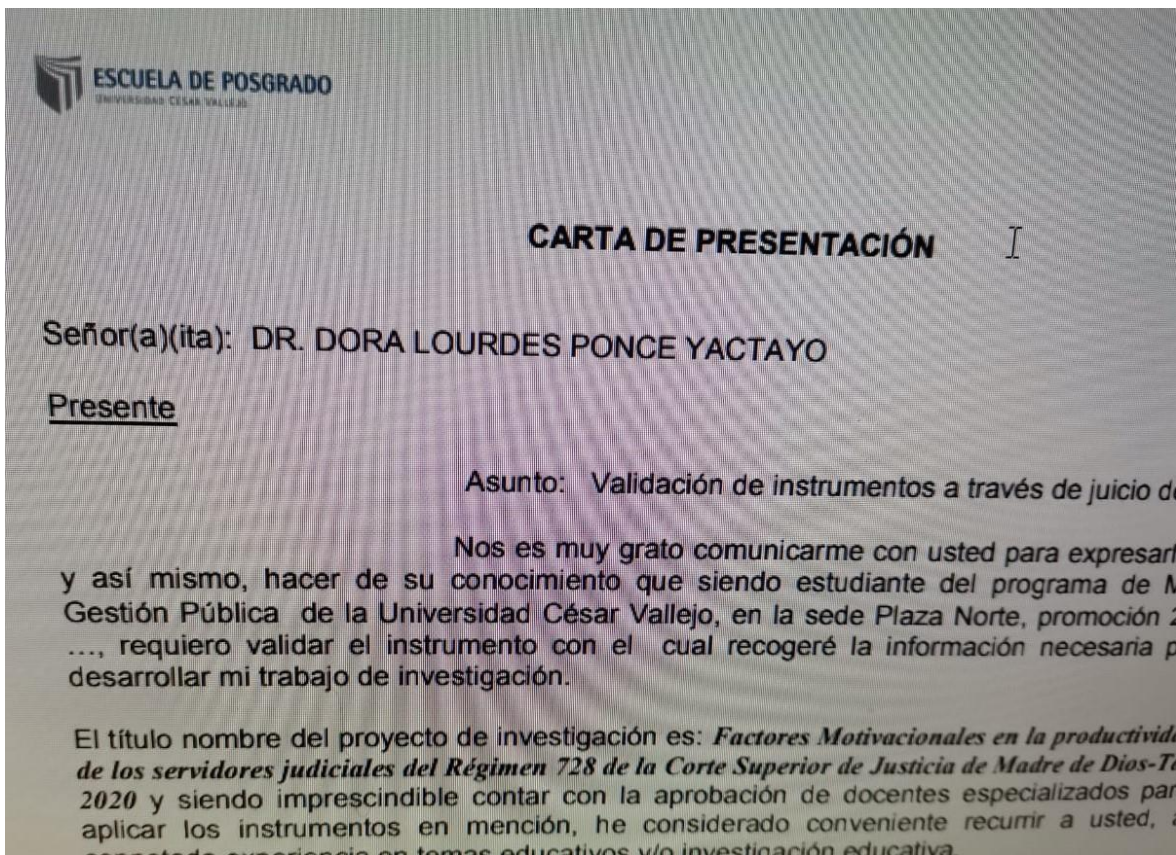 ESCUELA DE POSGRADO
UNIVERSIDAD CÉSAR VALLEJO
CARTA DE PRESENTACIÓN
Señor(a)(ita): DR. DORA LOURDES PONCE YACTAYO
Presente
Asunto: Validación de instrumentos a través de juicio
Nos es muy grato comunicarme con usted para
y así mismo, hacer de su conocimiento que siendo estudiante del programa de
Gestión Pública de la Universidad César Vallejo, en la sede Plaza Norte, promoción
..., requiero validar el instrumento con el cual recogeré la información necesaria
desarrollar mi trabajo de investigación.
El título nombre del proyecto de investigación es: Factores Motivacionales en la
de los servidores judiciales del Régimen 728 de la Corte Superior de Justicia de Madre de Dios-
2020 y siendo imprescindible contar con la aprobación de docentes especializados
aplicar los instrumentos en mención, he considerado conveniente recurrir a usted,
experiencia en temas educativos y/o investigación educativa.